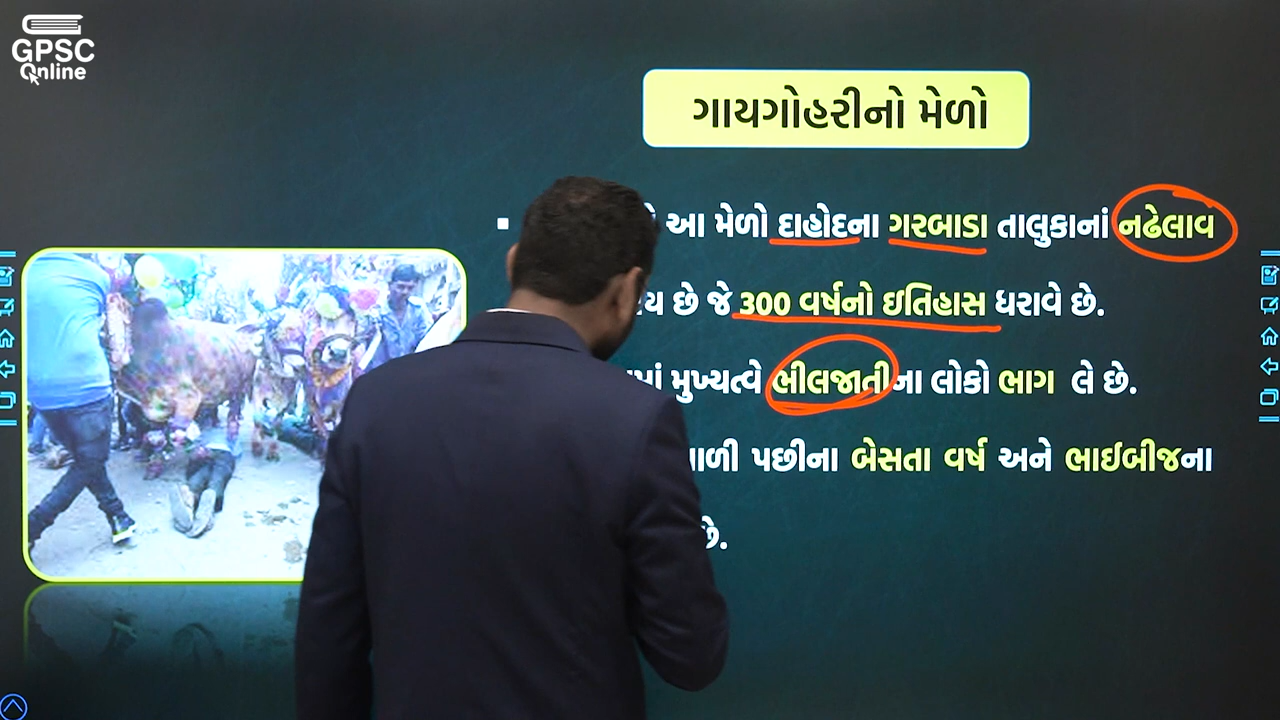 GPSC
Online
ગાયગોહરીનો મેળો
આ મેળો દાહોદના ગરબાડા તાલુકાનાં નઢેલાવ
છે જે 300 વર્ષનો ઇતિહાસ ધરાવે છે.
મુખ્યત્વે ભીલજાતીના લોકો ભાગ લે છે.
પછીના બેસતા વર્ષ અને ભાઈબીજના
છે.